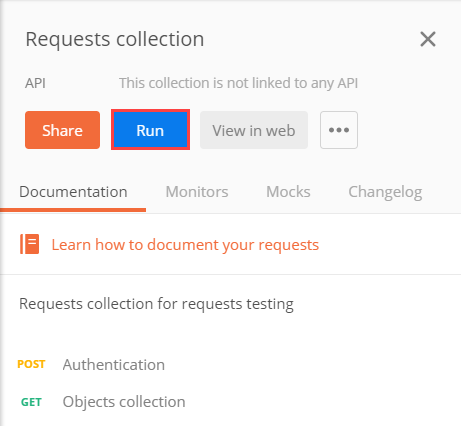 Requests collection
API This collection is not linked to any API
Share Run View in web
Documentation Monitors Mocks Changelog
Learn how to document your requests
Requests collection for requests testing
POST Authentication
GET Objects collection